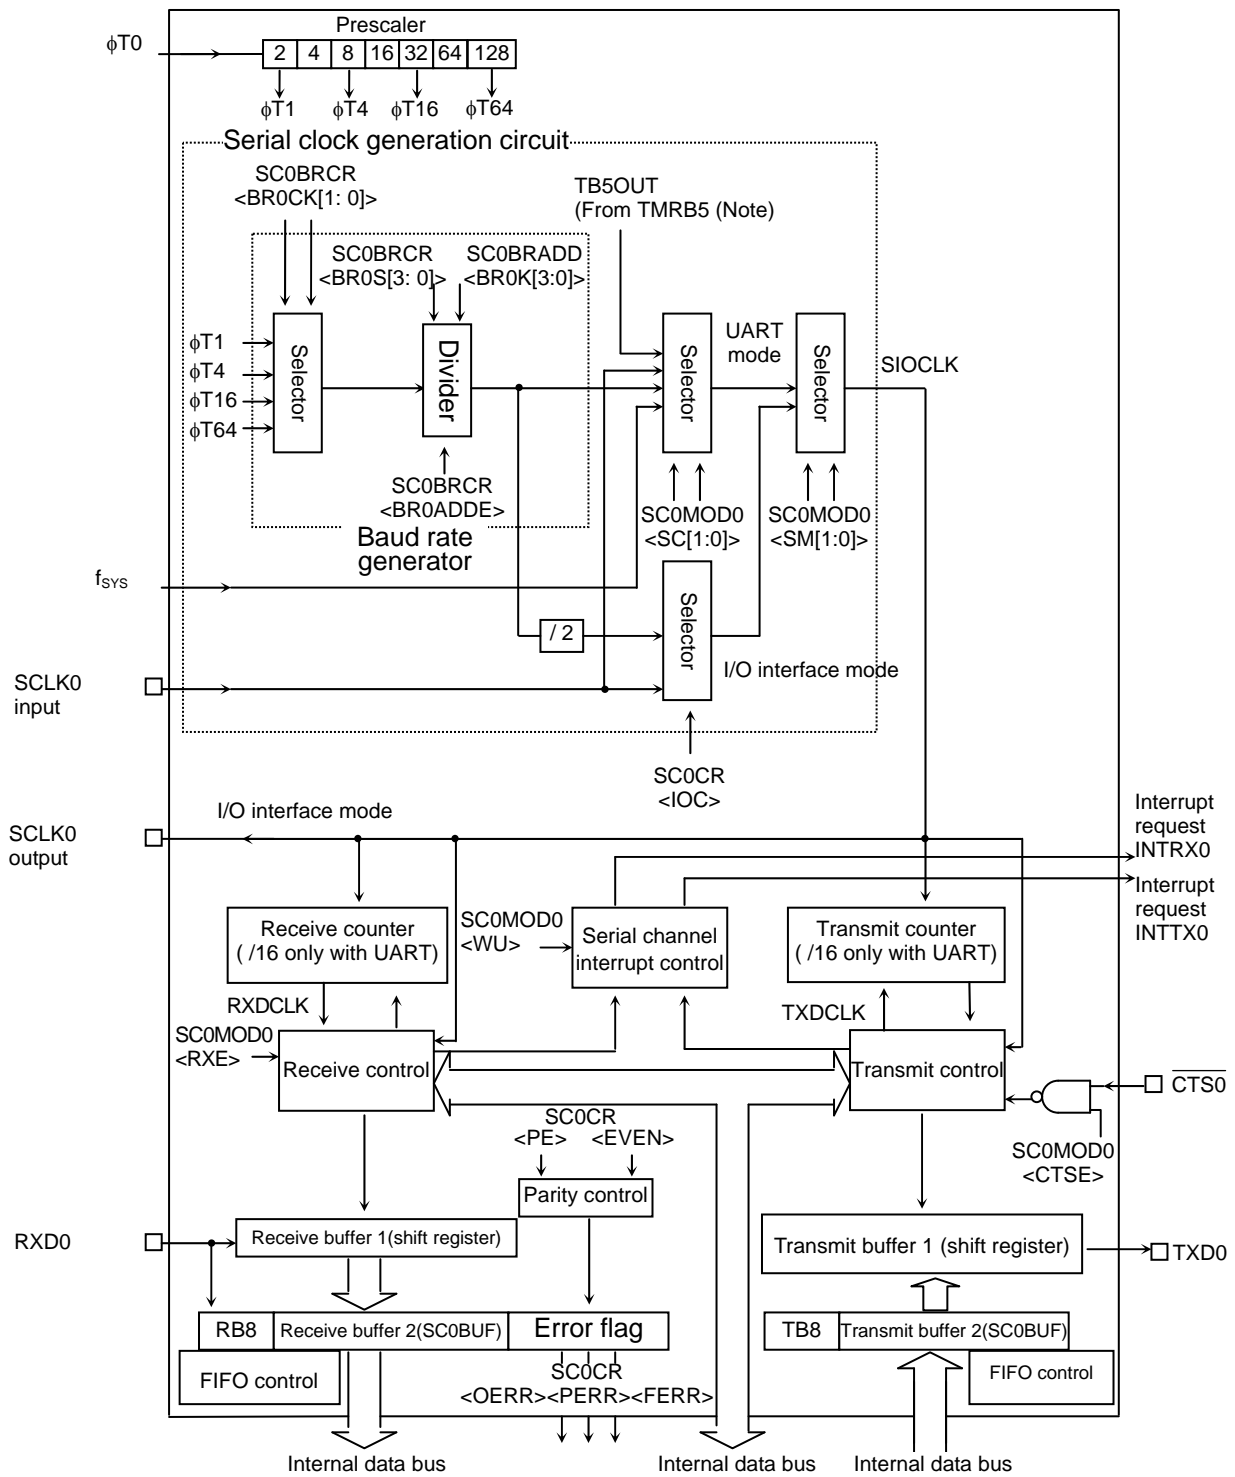 Prescaler
ϕT0
2 4 8 16 32 64 128
ϕT1 ϕT4 ϕT16 ϕT64
Serial clock generation circuit
SC0BRCR
<BR0CK[1: 0]>
TB5OUT
(From TMRB5 (Note)
SC0BRCR
<BR0S[3: 0]>
SC0BRADD
<BR0K[3:0]>
ϕT1
ϕT4
ϕT16
ϕT64
Selector
Divider
Selector
UART
mode
Selector
SIOCLK
SC0BRCR
<BR0ADDE>
SC0MOD0
<SC[1:0]>
SC0MOD0
<SM[1:0]>
Baud rate
generator
fSYS
/ 2
Selector
I/O interface mode
SCLK0
input
SC0CR
<IOC>
I/O interface mode
SCLK0
output
Interrupt
request
INTRX0
Interrupt
request
INTTX0
Receive counter
( /16 only with UART)
SC0MOD0
<WU>
Serial channel
interrupt control
Transmit counter
( /16 only with UART)
RXDCLK
TXDCLK
SC0MOD0
<RXE>
Receive control
Transmit control
CTS0
SC0MOD0
<CTSE>
SC0CR
<PE> <EVEN>
Parity control
RXD0
Receive buffer 1(shift register)
Transmit buffer 1 (shift register)
TXD0
RB8
Receive buffer 2(SC0BUF)
Error flag
TB8
Transmit buffer 2(SC0BUF)
FIFO control
SC0CR
<OERR><PERR><FERR>
FIFO control
Internal data bus
Internal data bus
Internal data bus